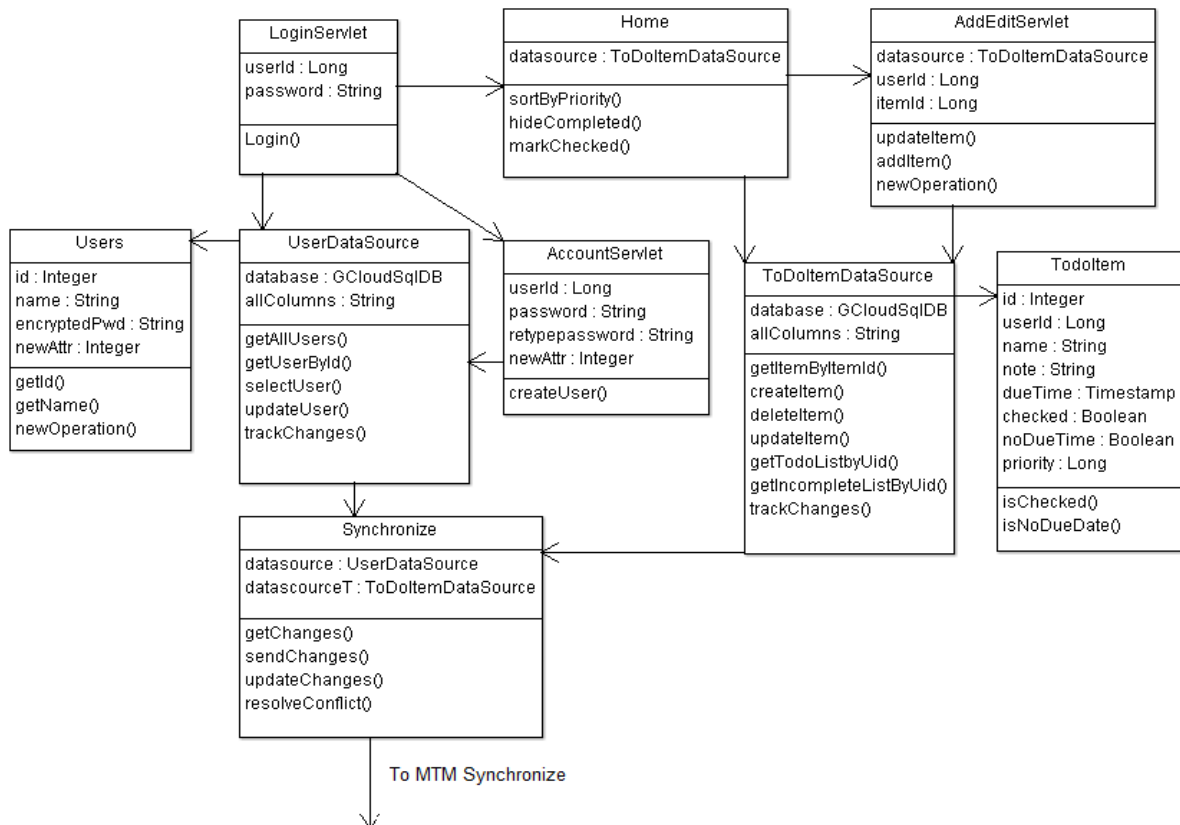 LoginServlet
userId : Long
password : String
Login()
Home
datasource : ToDoItemDataSource
sortByPriority()
hideCompleted()
markChecked()
AddEditServlet
datasource : ToDoItemDataSource
userId : Long
itemId : Long
updateItem()
addItem()
newOperation()
Users
id : Integer
name : String
encryptedPwd : String
newAttr : Integer
getId()
getName()
newOperation()
UserDataSource
database : GCloudSqlDB
allColumns : String
getAllUsers()
getUserById()
selectUser()
updateUser()
trackChanges()
AccountServlet
userId : Long
password : String
retypepassword : String
newAttr : Integer
createUser()
ToDoItemDataSource
database : GCloudSqlDB
allColumns : String
getItemByItemId()
createItem()
deleteItem()
updateItem()
getTodoListbyUid()
getIncompleteListByUid()
trackChanges()
TodoItem
id : Integer
userId : Long
name : String
note : String
dueTime : Timestamp
checked : Boolean
noDueTime : Boolean
priority : Long
isChecked()
isNoDueDate()
Synchronize
datasource : UserDataSource
datascourceT : ToDoItemDataSource
getChanges()
sendChanges()
updateChanges()
resolveConflict()
To MTM Synchronize